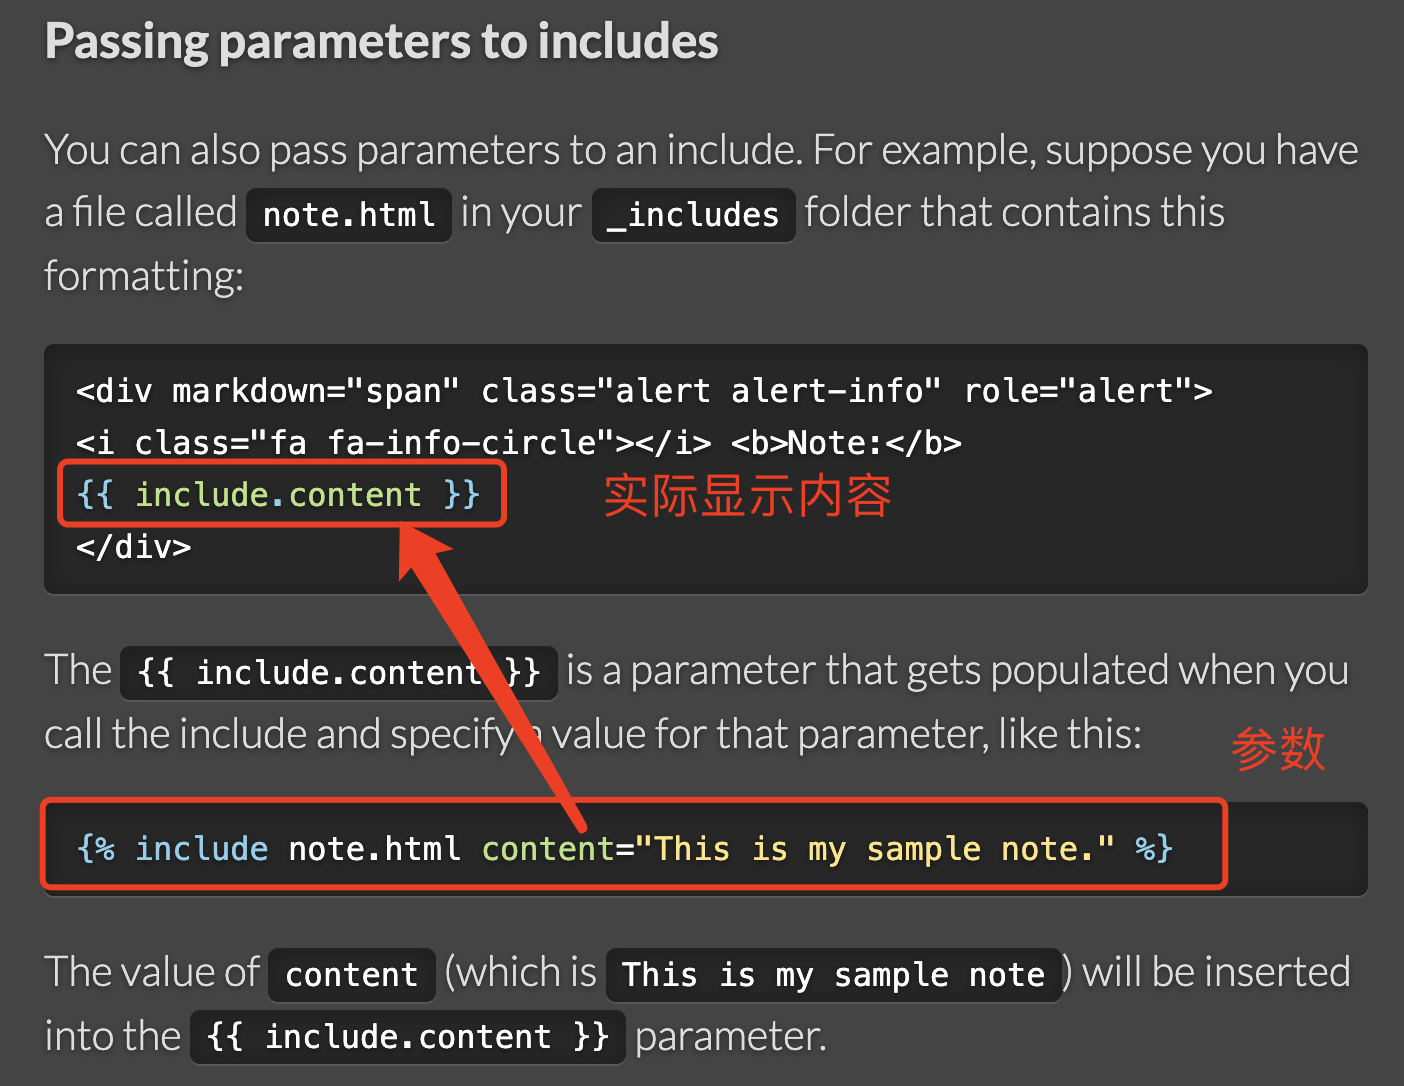 Passing parameters to includes
You can also pass parameters to an include. For example, suppose you have
a file called note.html in your _includes folder that contains this
formatting:
<div markdown="span" class="alert alert-info" role="alert">
<i class="fa fa-info-circle"></i> <b>Note:</b>
{{ include.content }} 实际显示内容
</div>
The {{ include.content }} is a parameter that gets populated when you
call the include and specify a value for that parameter, like this:
参数
{% include note.html content="This is my sample note." %}
The value of content (which is This is my sample note) will be inserted
into the {{ include.content }} parameter.